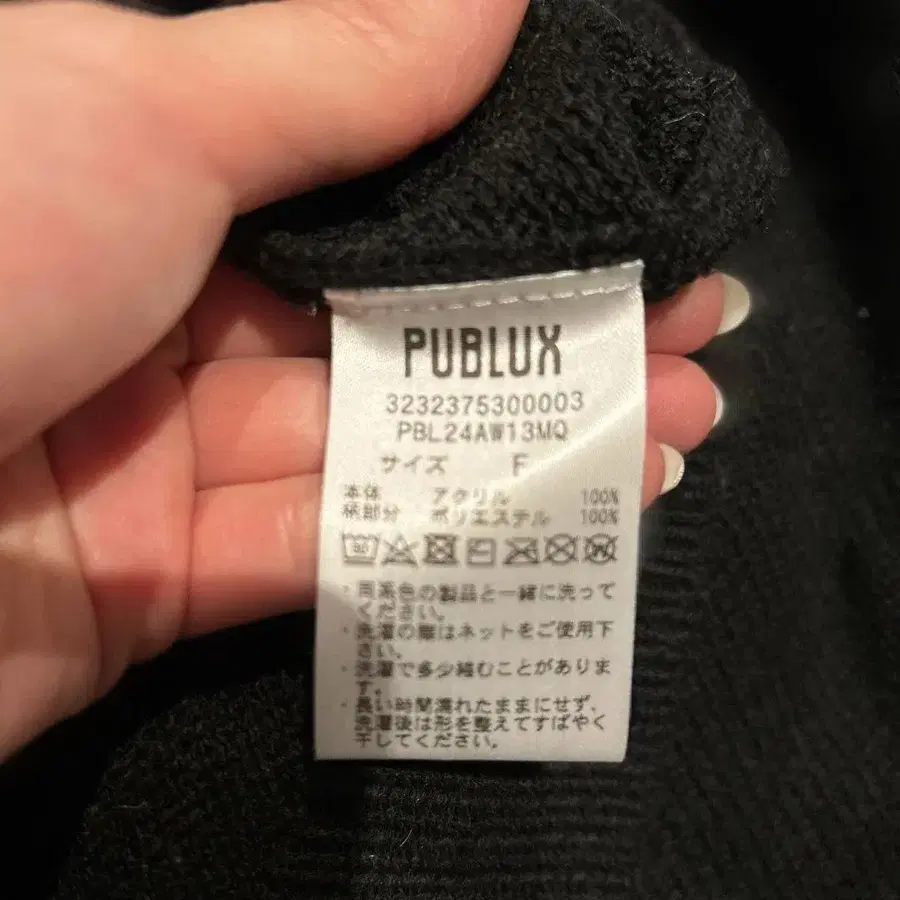 PUBLUX
3232375300003
PBL24AW13MQ
サイズ F
本体 アクリル 100%
柄部分 ポリエステル 100%
・同系色の製品と一緒に洗って
ください。
・洗濯の際はネットをご使用下
さい。
・洗濯で多少縮むことがありま
す。
・長い時間濡れたままにせず、
洗濯後は形を整えてすばやく
干してください。